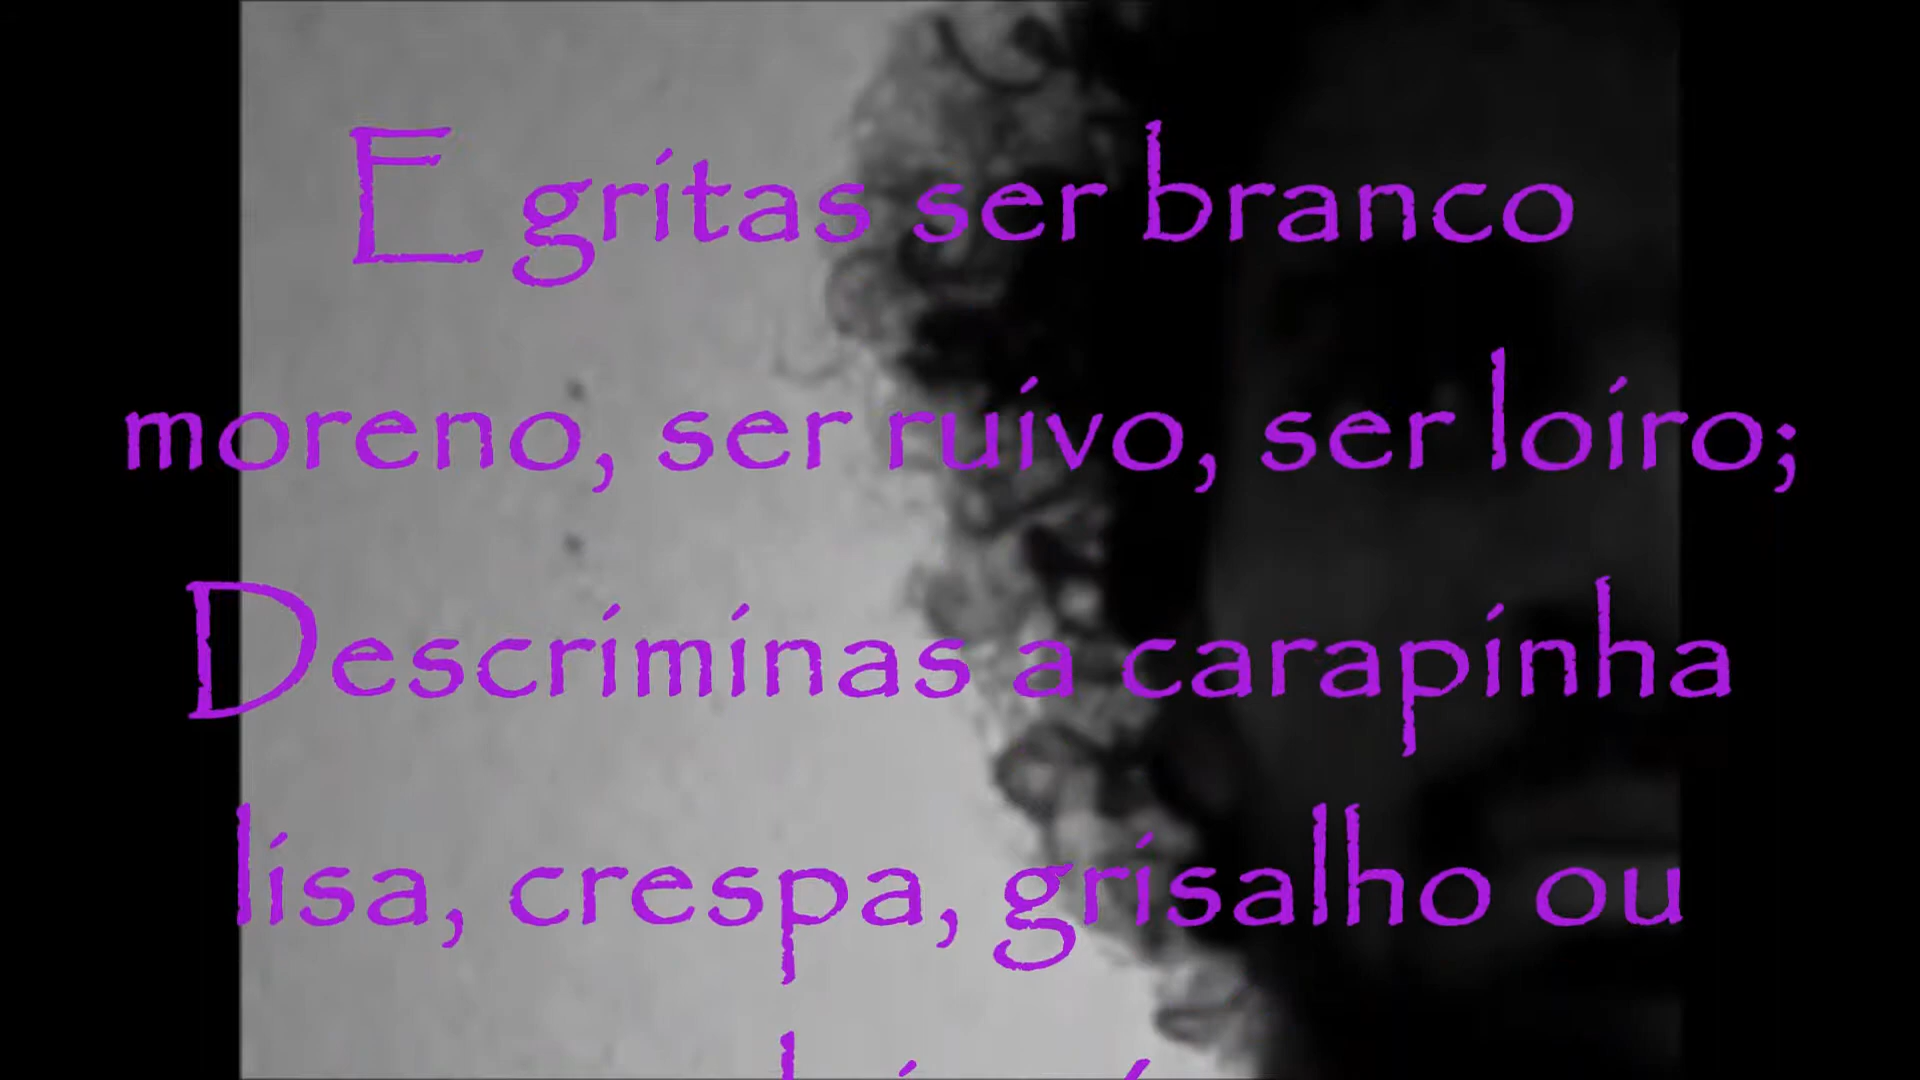 E gritas ser branco
moreno, ser ruivo, ser loiro;
Descriminas a carapinha
lisa, crespa, grisalho ou